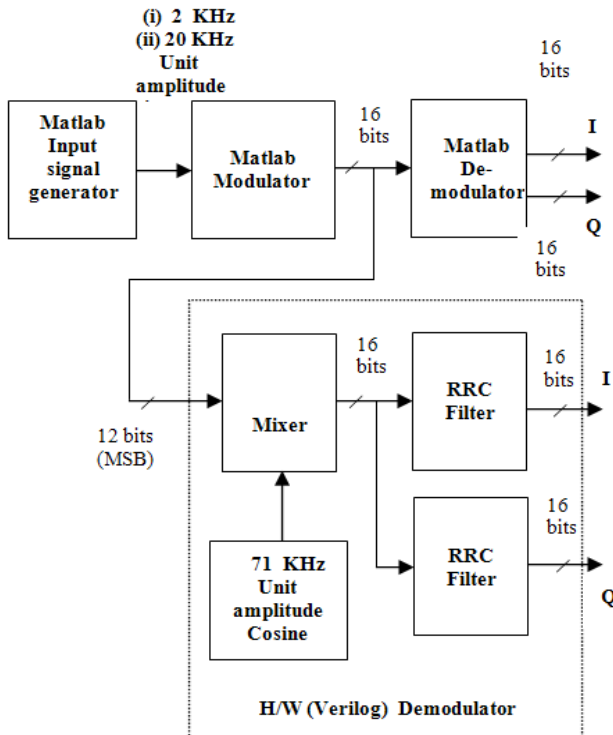 (i) 2 KHz
(ii) 20 KHz
Unit
amplitude
Matlab
Input
signal
generator
Matlab
Modulator
16
bits
Matlab
De-
modulator
16
bits
I
Q
16
bits
12 bits
(MSB)
Mixer
16
bits
RRC
Filter
16
bits
I
71 KHz
Unit
amplitude
Cosine
RRC
Filter
16
bits
Q
H/W (Verilog) Demodulator